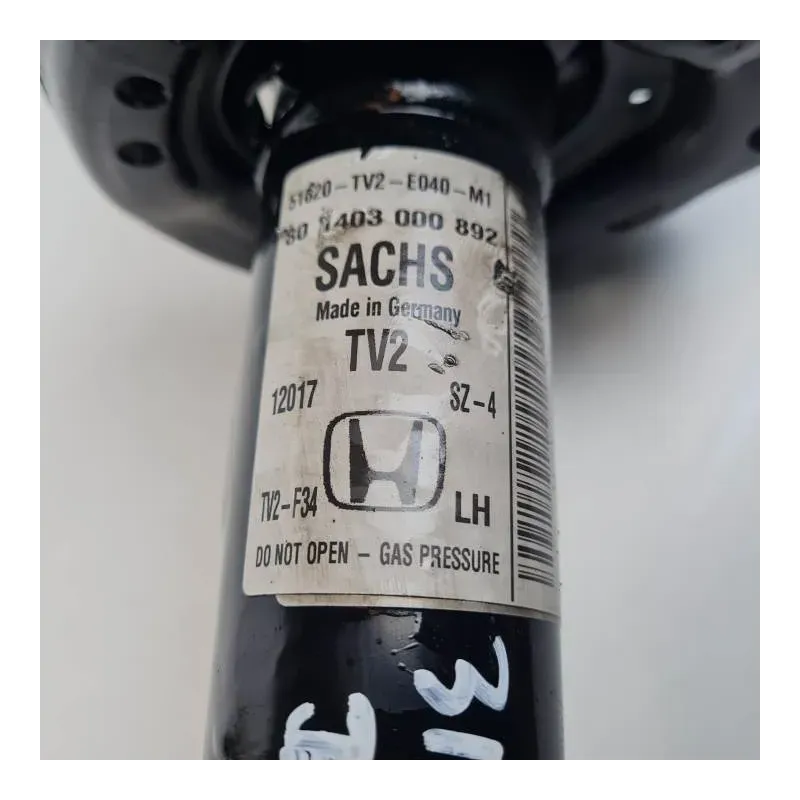 51620-TV2-E040-M1
1403 000 892
SACHS
Made in Germany
TV2
12017 SZ-4
TV2-F34 LH
DO NOT OPEN - GAS PRESSURE
31